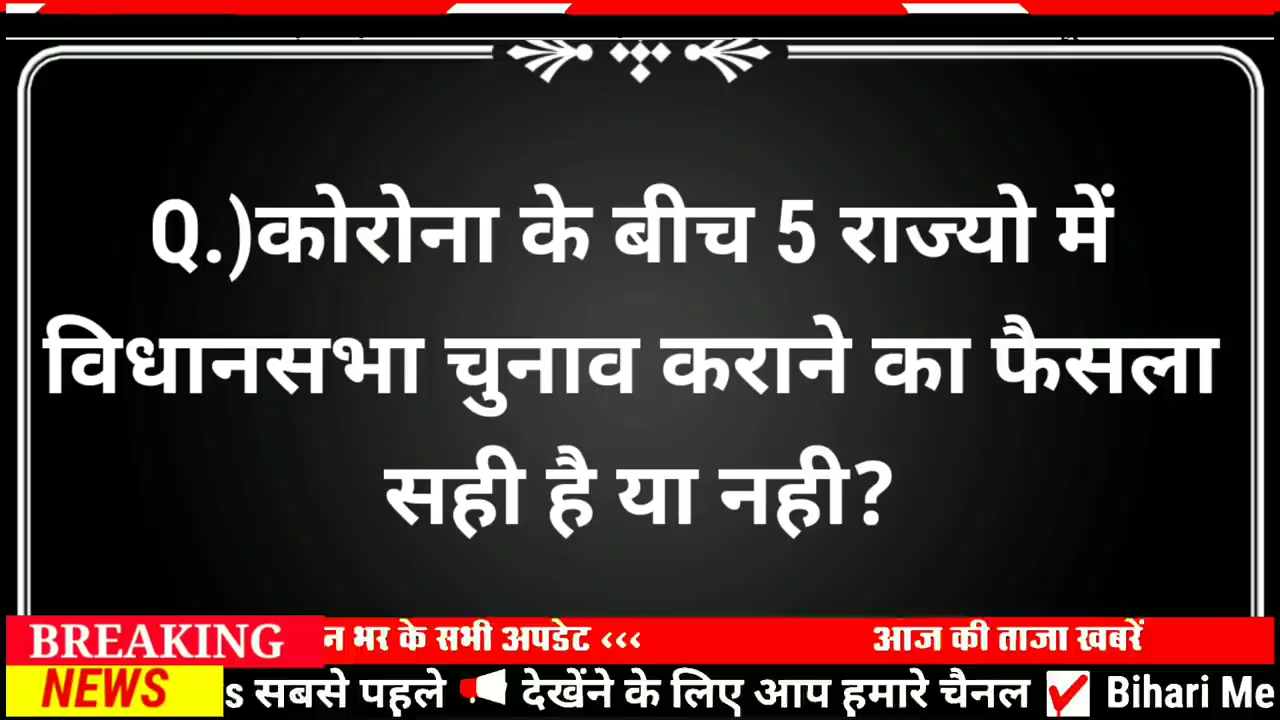 Q.)कोरोना के बीच 5 राज्यो में
विधानसभा चुनाव कराने का फैसला
सही है या नही?
BREAKING
न भर के सभी अपडेट ‹‹‹ आज की ताजा खबरें
NEWS
s सबसे पहले देखेंने के लिए आप हमारे चैनल Bihari Me